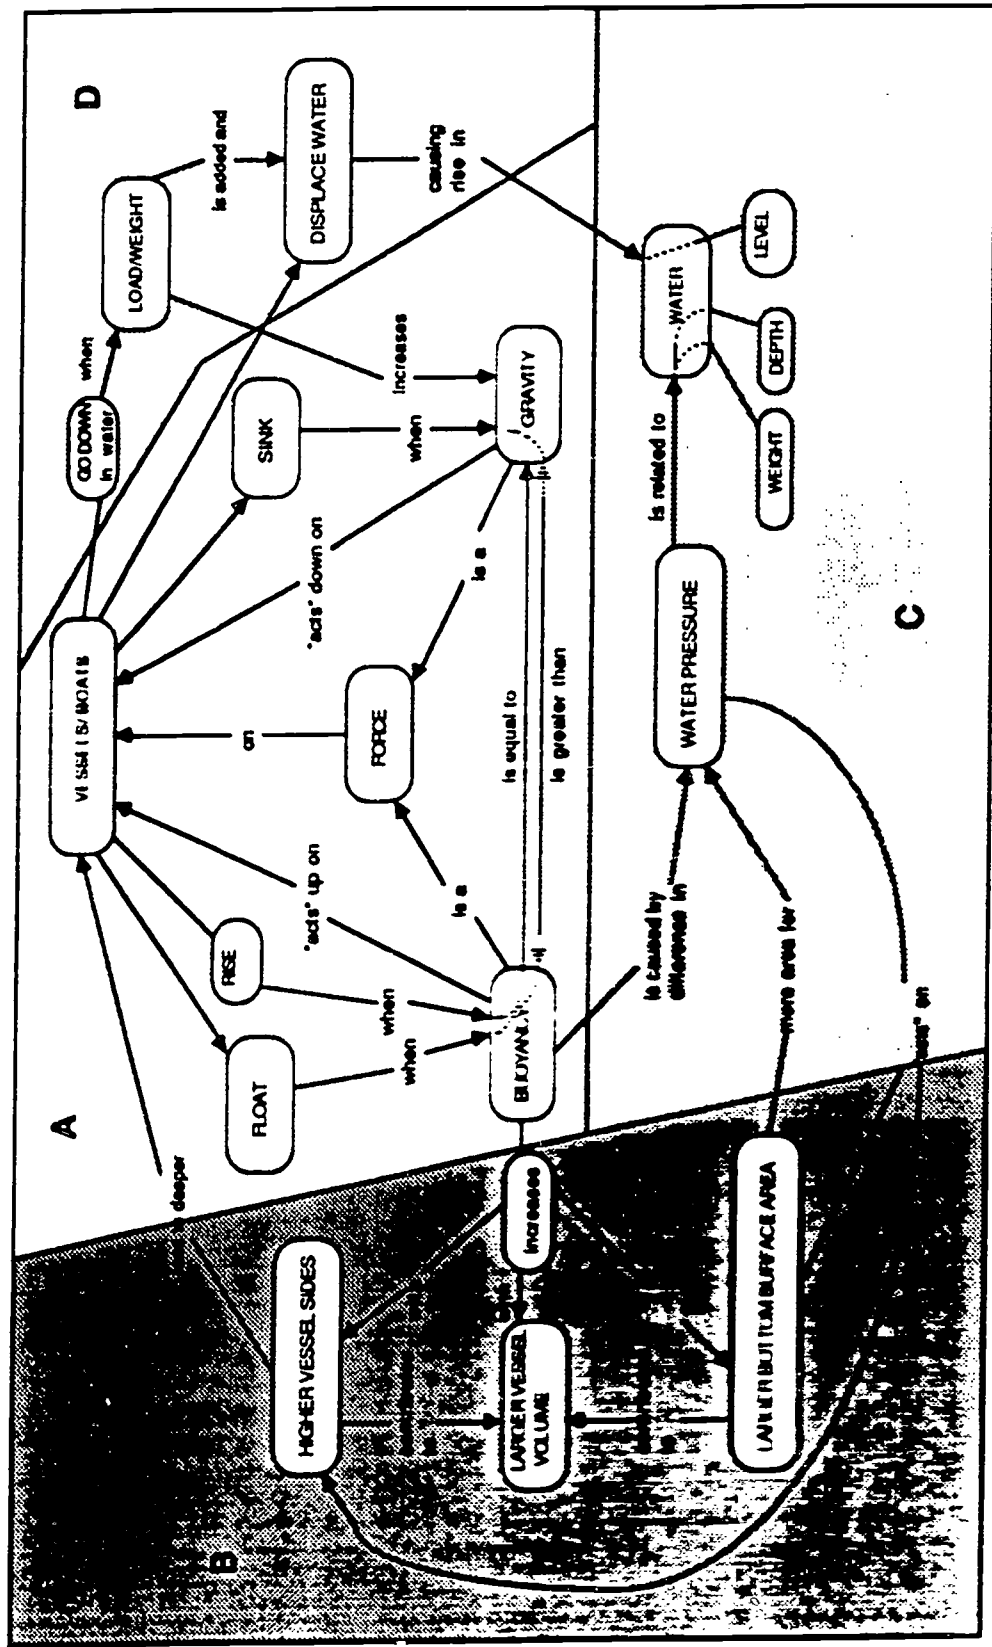 A
VESSELS/BOATS
GO DOWN
in water
when
LOAD/WEIGHT
D
is added and
DISPLACE WATER
causing
rise in
RISE
FLOAT
SINK
when
when
"acts" up on
on
"acts" down on
FORCE
is a
is a
when
increases
BUOYANCY
GRAVITY
is equal to
is greater than
deeper
B
HIGHER VESSEL SIDES
increases
LARGER VESSEL
VOLUME
LARGER BOTTOM SURFACE AREA
is caused by
difference in
more area for
on
WATER PRESSURE
is related to
WATER
LEVEL
DEPTH
WEIGHT
C